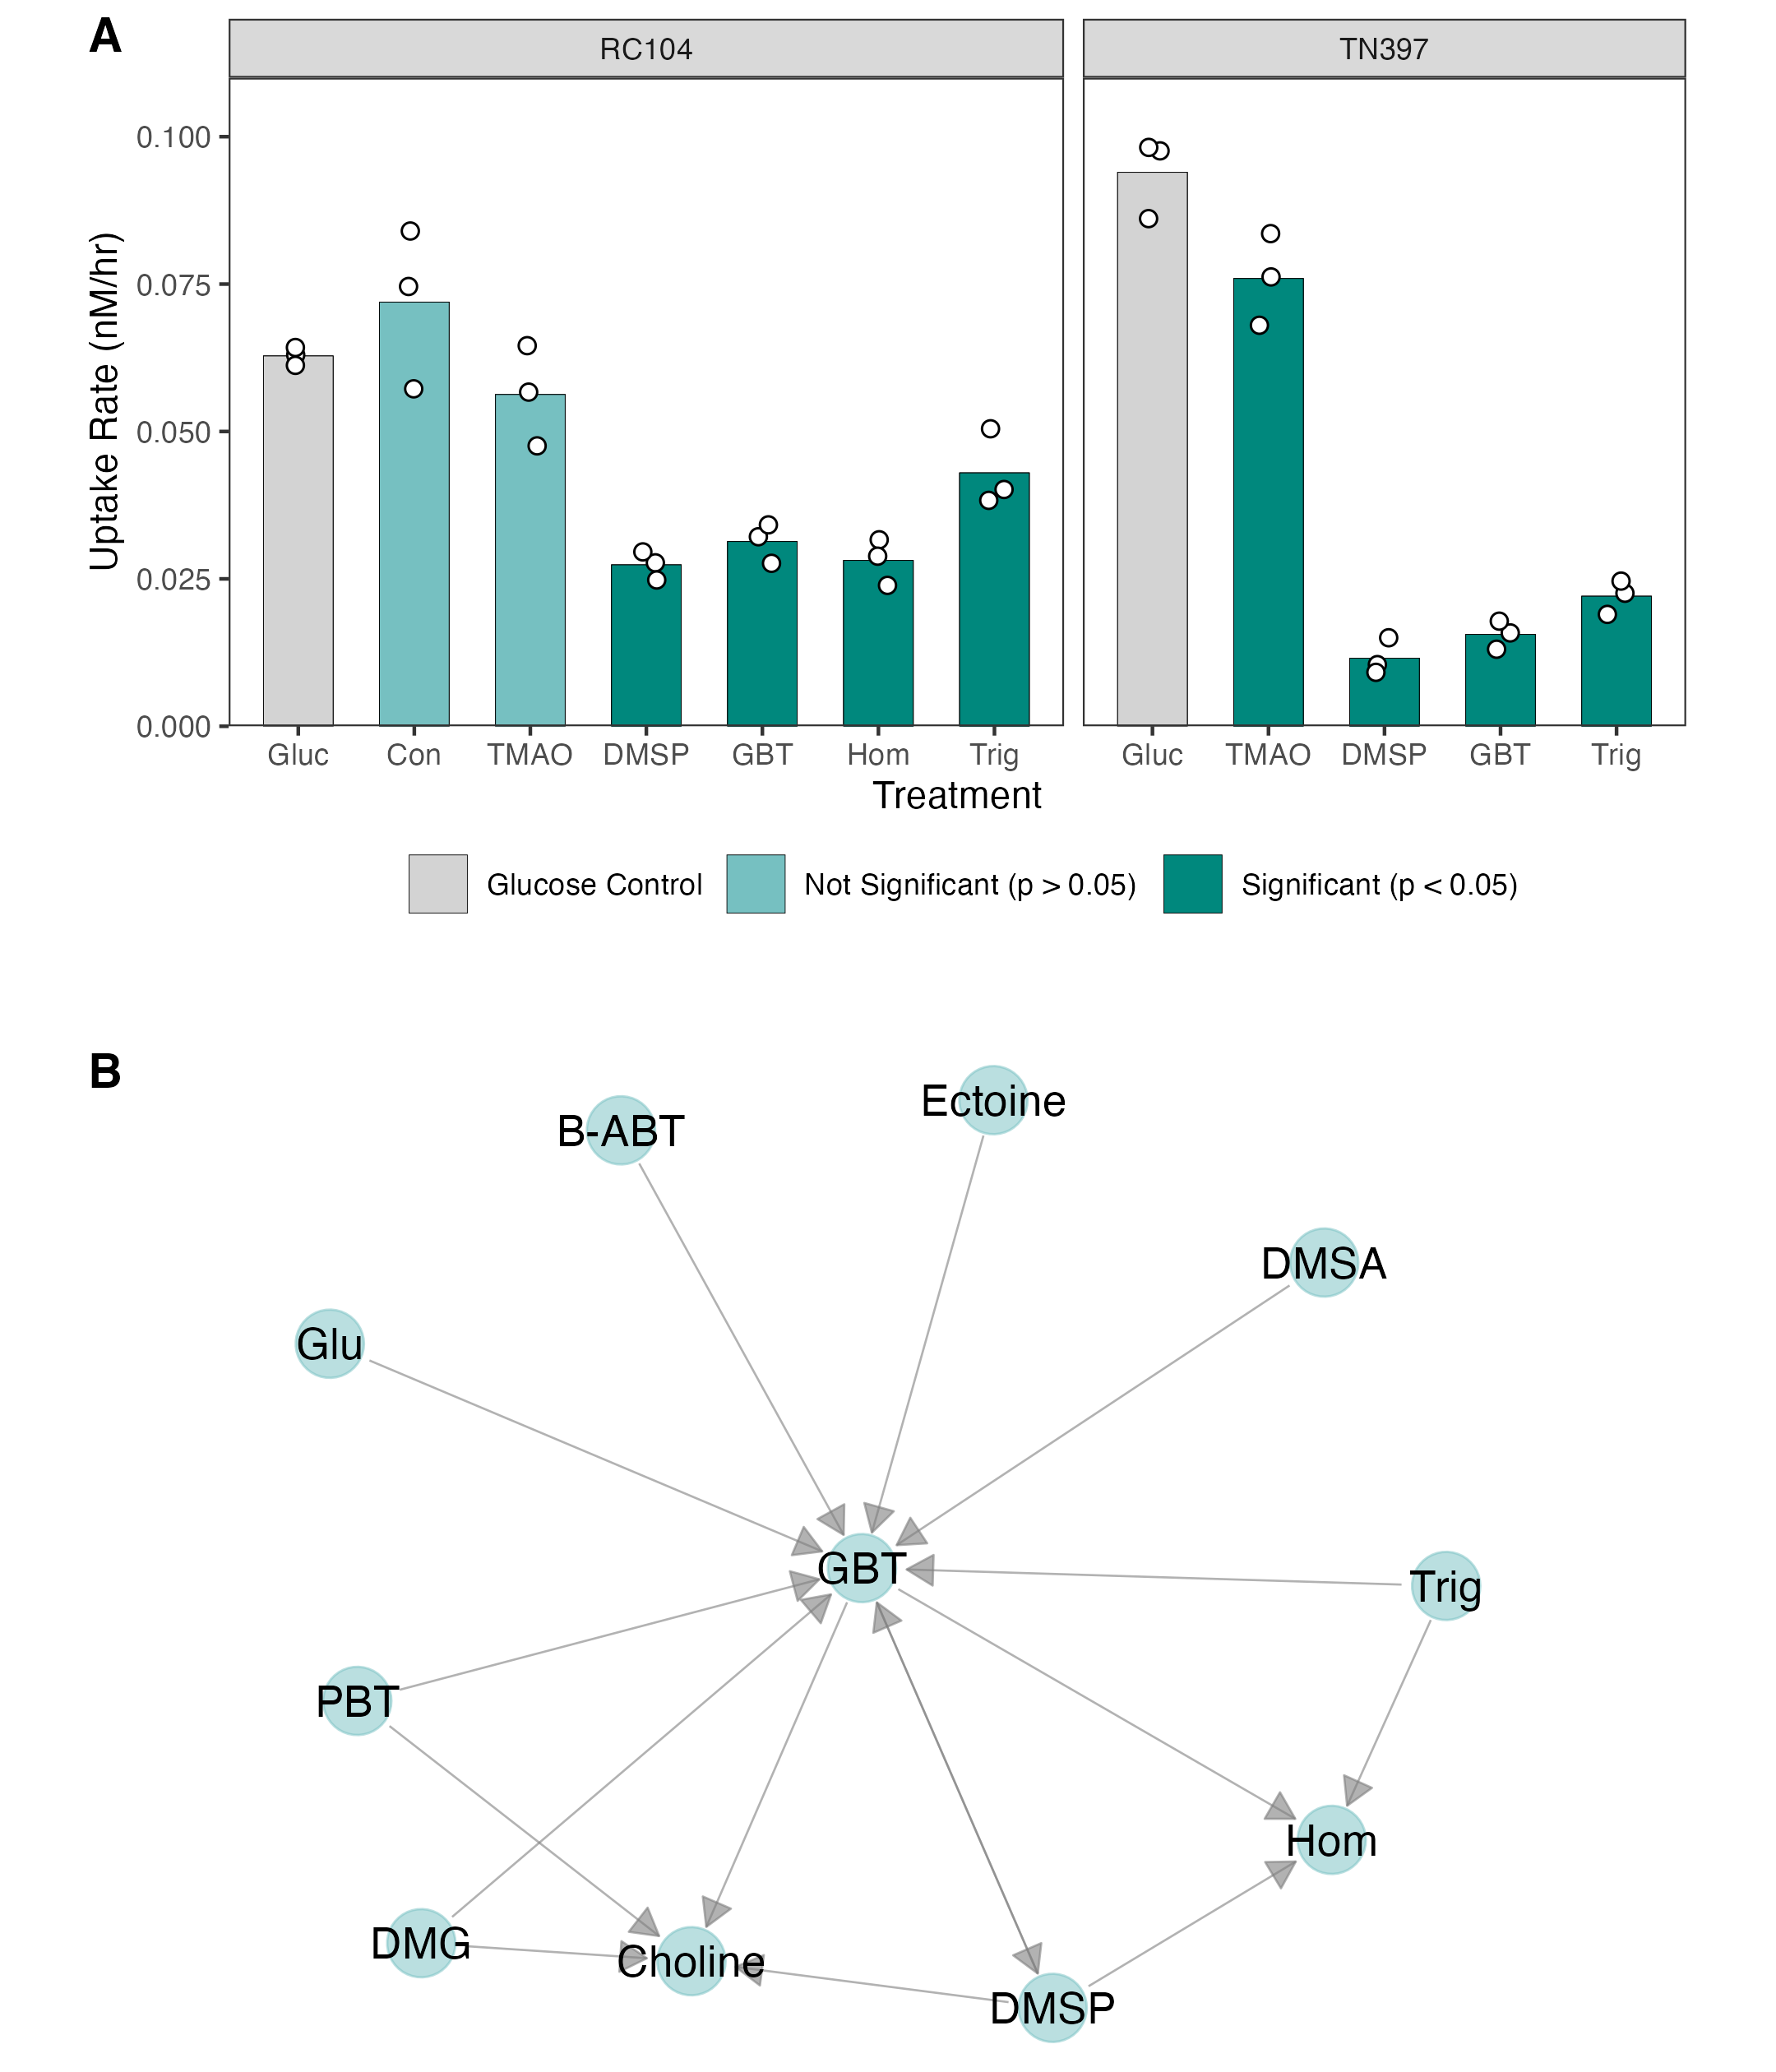 A
RC104 TN397
Uptake Rate (nM/hr)
0.100
0.075
0.050
0.025
0.000
Gluc Con TMAO DMSP GBT Hom Trig Gluc TMAO DMSP GBT Trig
Treatment
Glucose Control Not Significant (p > 0.05) Significant (p < 0.05)
B
Ectoine
B-ABT
DMSA
Glu
GBT
Trig
PBT
Hom
DMG
Choline
DMSP